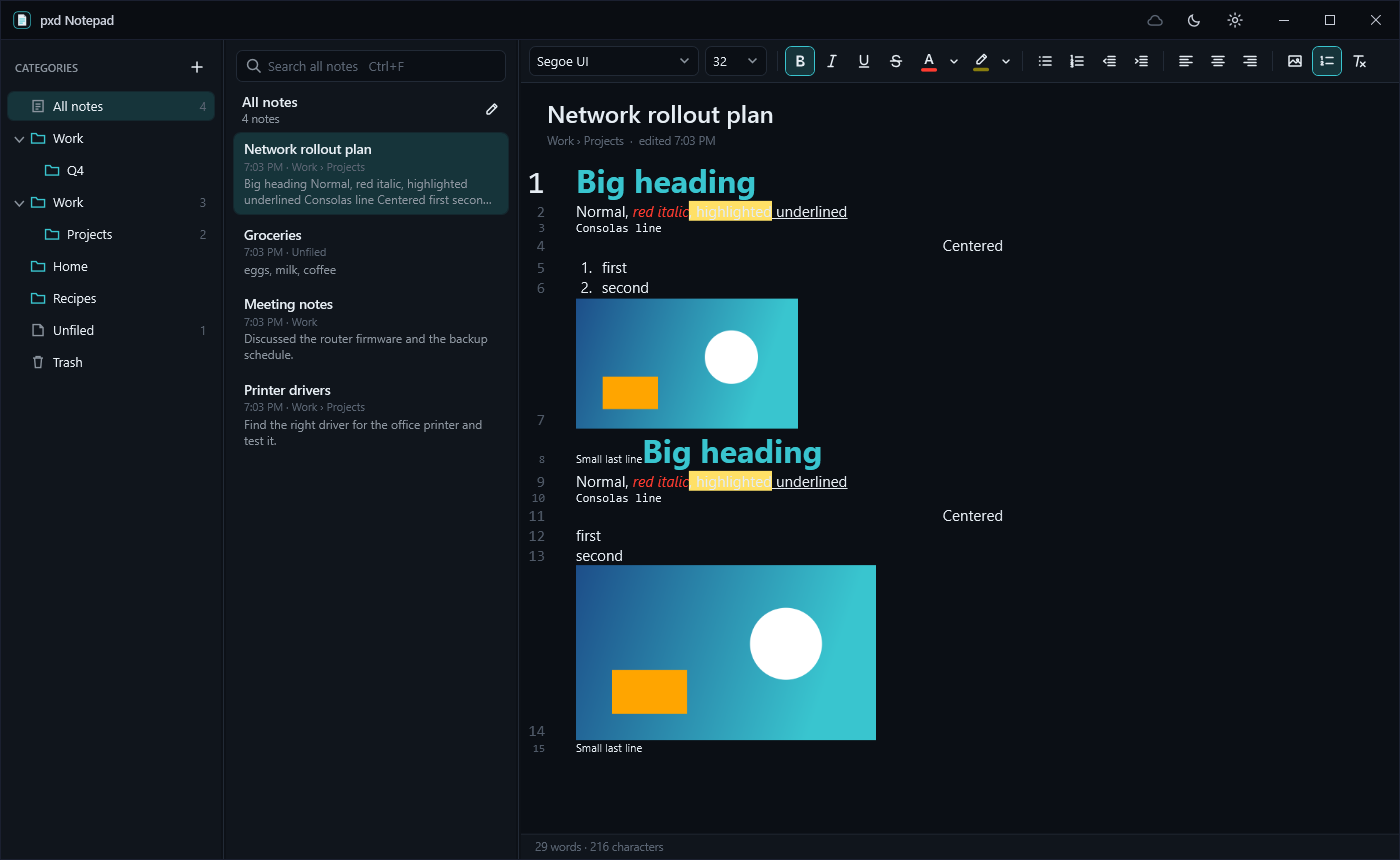 pxd Notepad
CATEGORIES
All notes 4
Work
Q4
Work 3
Projects 2
Home
Recipes
Unfiled 1
Trash
Search all notes Ctrl+F
All notes
4 notes
Network rollout plan
7:03 PM · Work › Projects
Big heading Normal, red italic, highlighted
underlined Consolas line Centered first secon...
Groceries
7:03 PM · Unfiled
eggs, milk, coffee
Meeting notes
7:03 PM · Work
Discussed the router firmware and the backup
schedule.
Printer drivers
7:03 PM · Work › Projects
Find the right driver for the office printer and
test it.
Segoe UI 32 B I U S A
Network rollout plan
Work › Projects · edited 7:03 PM
1 Big heading
2 Normal, red italic, highlighted underlined
3 Consolas line
4 Centered
5 1. first
6 2. second
7
8 Small last lineBig heading
9 Normal, red italic, highlighted underlined
10 Consolas line
11 Centered
12 first
13 second
14
15 Small last line
29 words · 216 characters